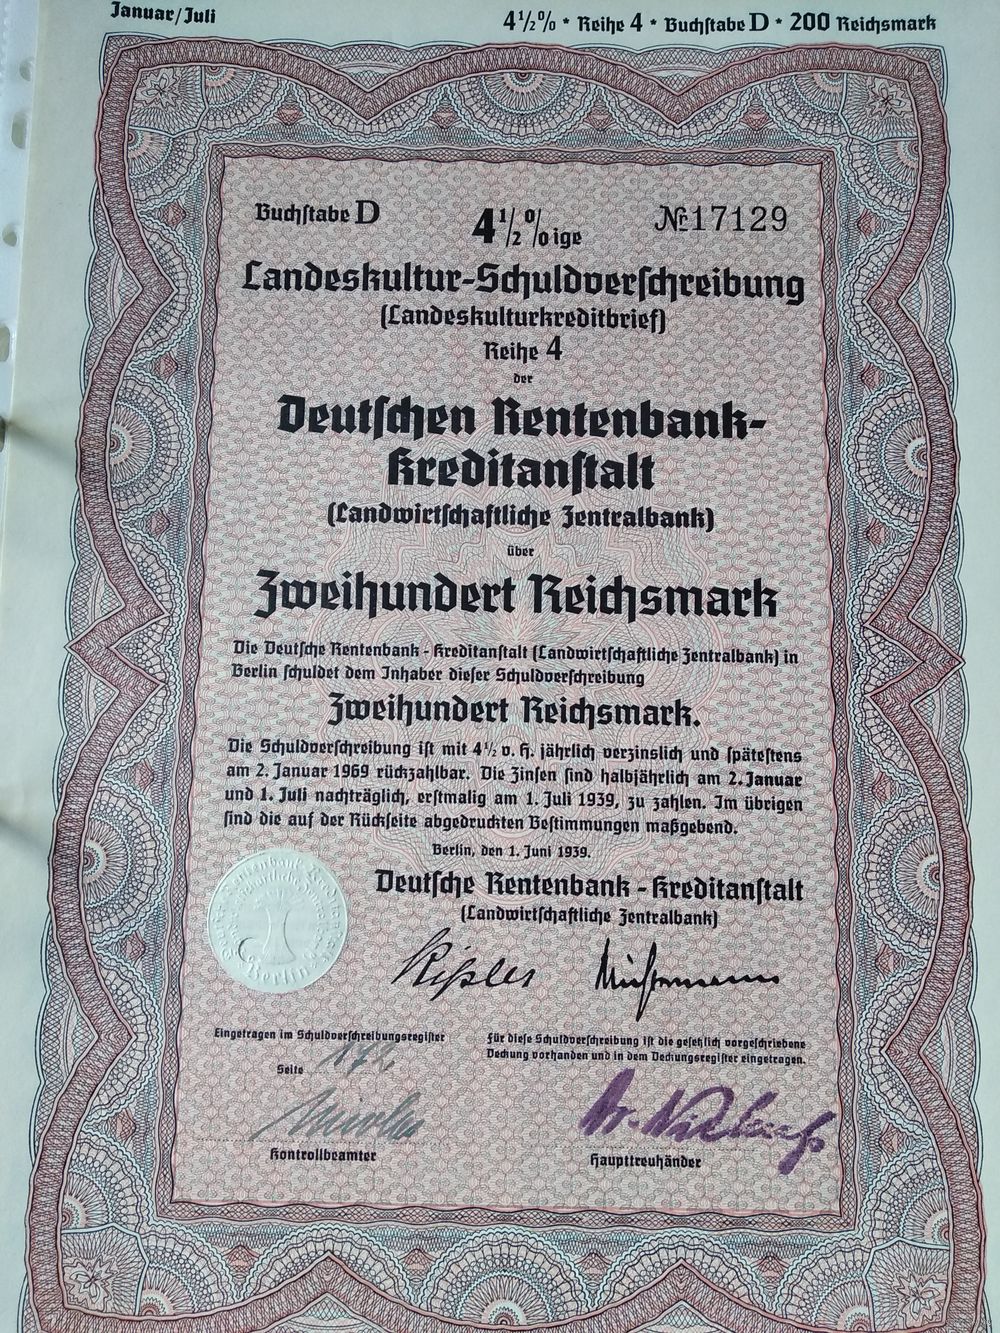 Januar/Juli
4½% * Reihe 4 * Buchſtabe D * 200 Reichsmark
Buchſtabe D 4½%ige № 17129
Landeskultur-Schuldverſchreibung
(Landeskulturkreditbrief)
Reihe 4
der
Deutſchen Rentenbank-
Kreditanſtalt
(Landwirtſchaftliche Zentralbank)
über
Zweihundert Reichsmark
Die Deutſche Rentenbank - Kreditanſtalt (Landwirtſchaftliche Zentralbank) in
Berlin ſchuldet dem Inhaber dieſer Schuldverſchreibung
Zweihundert Reichsmark.
Die Schuldverſchreibung iſt mit 4½ v. H. jährlich verzinslich und ſpäteſtens
am 2. Januar 1969 rückzahlbar. Die Zinſen ſind halbjährlich am 2. Januar
und 1. Juli nachträglich, erſtmalig am 1. Juli 1939, zu zahlen. Im übrigen
ſind die auf der Rückſeite abgedruckten Beſtimmungen maßgebend.
Berlin, den 1. Juni 1939.
Deutſche Rentenbank - Kreditanſtalt
(Landwirtſchaftliche Zentralbank)
Berlin
Eingetragen im Schuldverſchreibungsregiſter
Seite
Für dieſe Schuldverſchreibung iſt die geſetzlich vorgeſchriebene
Deckung vorhanden und in dem Deckungsregiſter eingetragen.
Kontrollbeamter
Haupttreuhänder